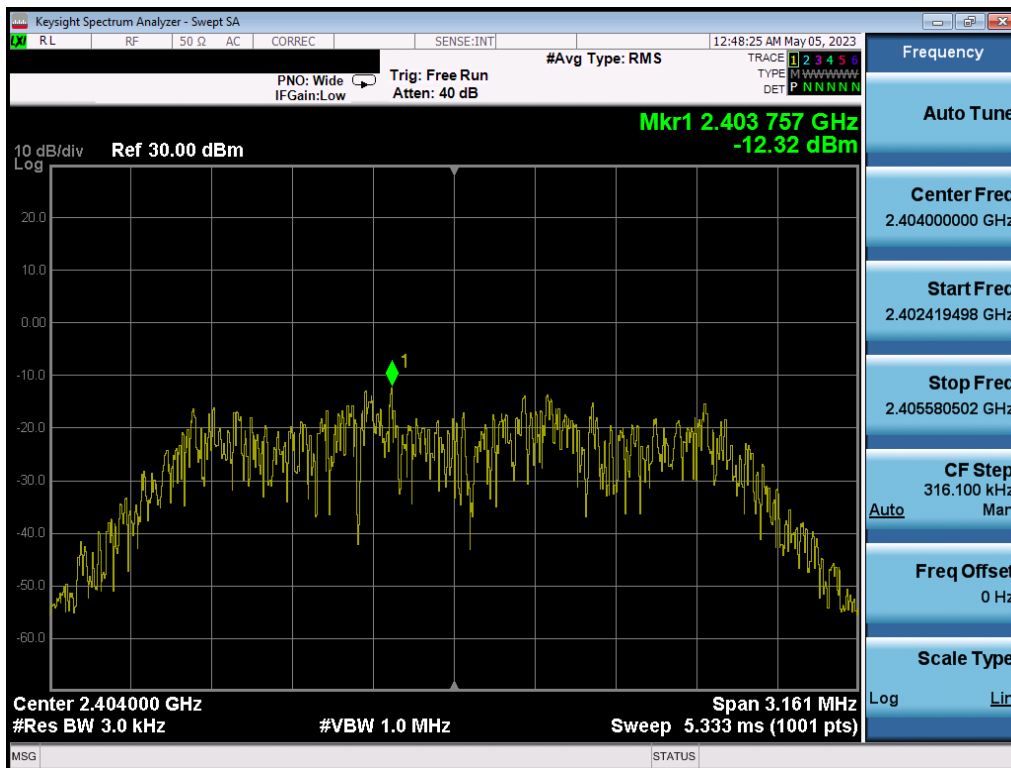 Keysight Spectrum Analyzer - Swept SA
LXI RL RF 50 Ω AC CORREC SENSE:INT 12:48:25 AM May 05, 2023
#Avg Type: RMS
TRACE 1 2 3 4 5 6
PNO: Wide Trig: Free Run
TYPE M WWWWW
IFGain:Low Atten: 40 dB
DET P N N N N N
Mkr1 2.403 757 GHz
-12.32 dBm
10 dB/div Ref 30.00 dBm
Log
20.0
10.0
0.00
1
-10.0
-20.0
-30.0
-40.0
-50.0
-60.0
Center 2.404000 GHz Span 3.161 MHz
#Res BW 3.0 kHz #VBW 1.0 MHz Sweep 5.333 ms (1001 pts)
MSG STATUS
Frequency
Auto Tune
Center Freq
2.404000000 GHz
Start Freq
2.402419498 GHz
Stop Freq
2.405580502 GHz
CF Step
316.100 kHz
Auto Man
Freq Offset
0 Hz
Scale Type
Log Lin